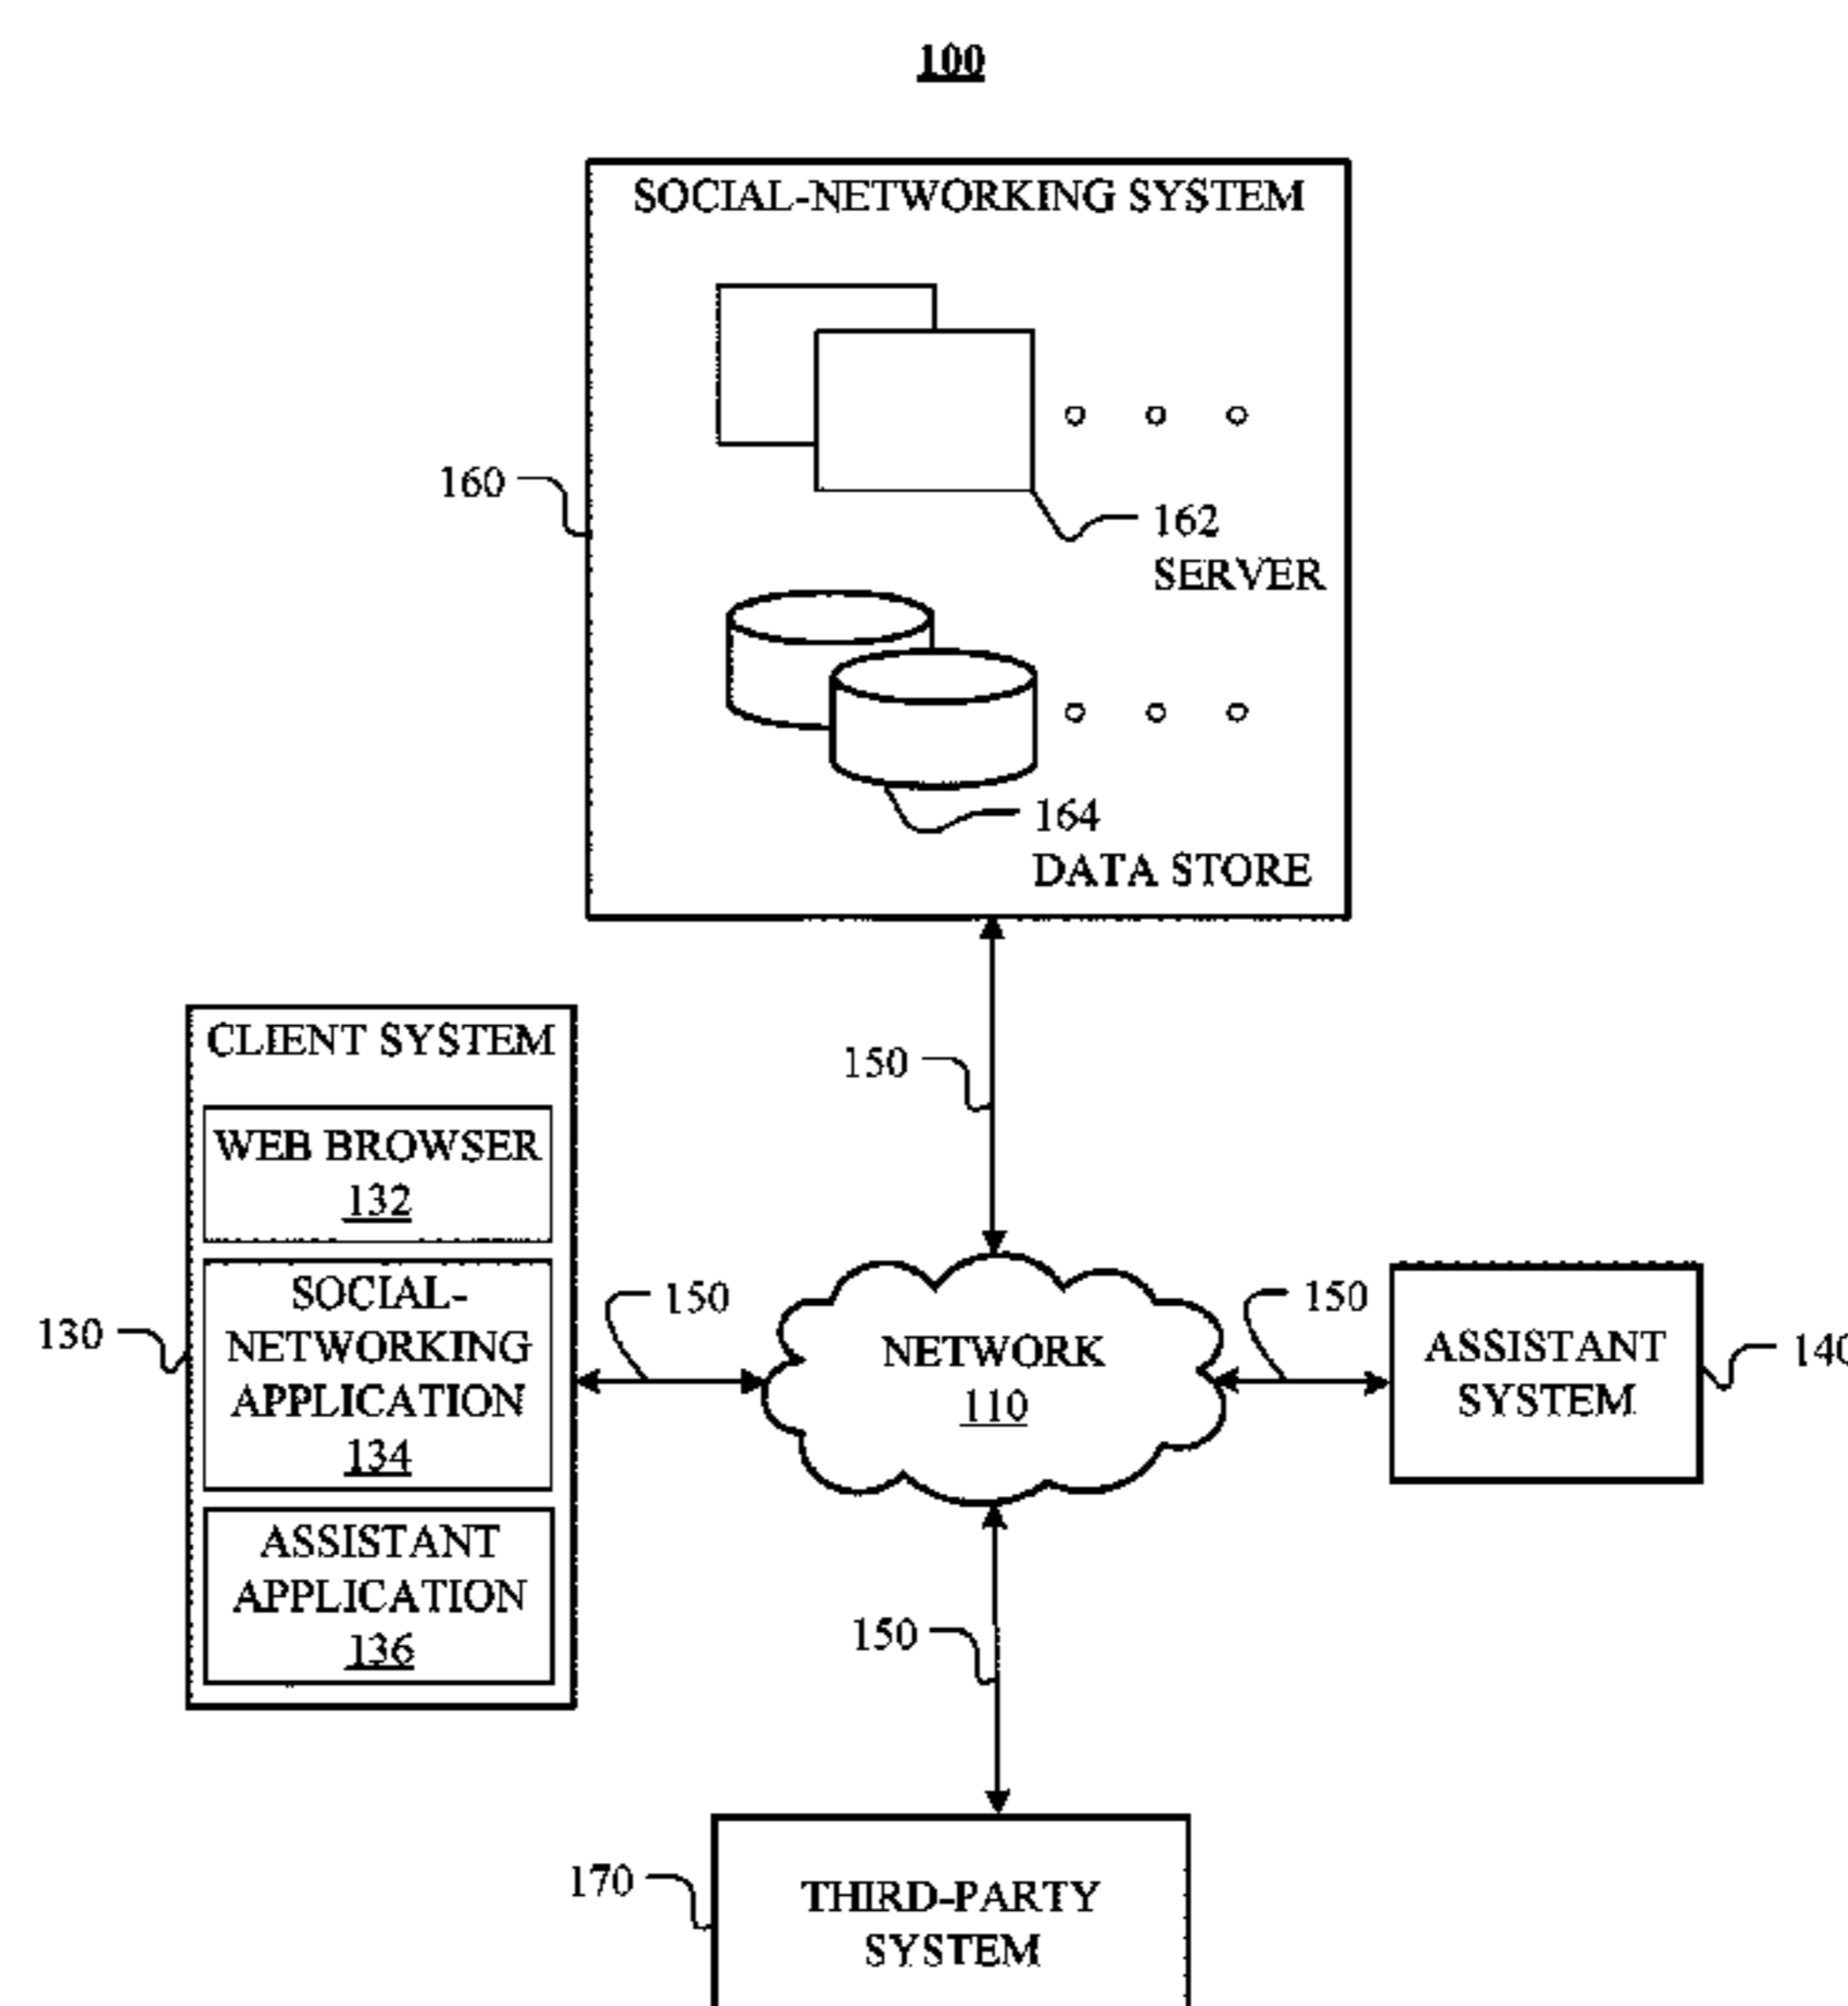 100
SOCIAL-NETWORKING SYSTEM
160
162
SERVER
164
DATA STORE
CLIENT SYSTEM
WEB BROWSER
132
SOCIAL-
NETWORKING
APPLICATION
134
ASSISTANT
APPLICATION
136
130
150
150
NETWORK
110
150
ASSISTANT
SYSTEM
140
150
170
THIRD-PARTY
SYSTEM